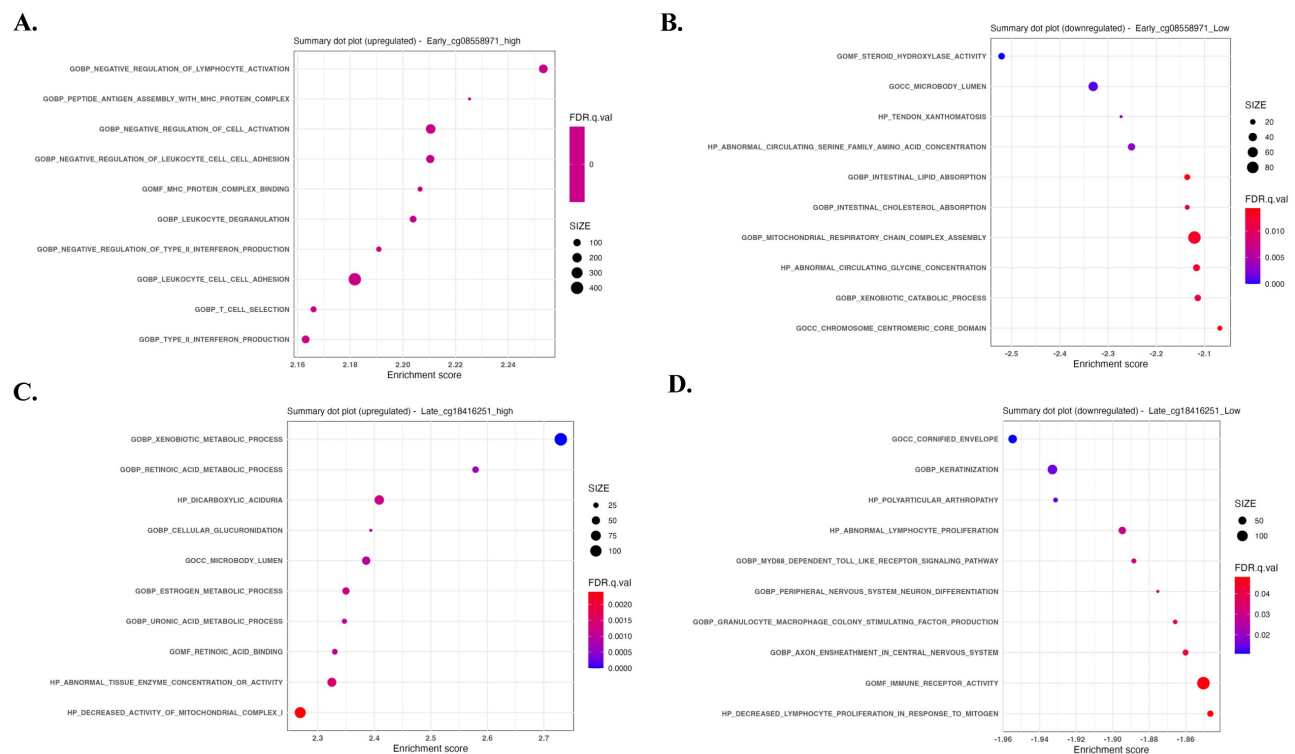 A.
Summary dot plot (upregulated) - Early_cg08558971_high
GOBP_NEGATIVE_REGULATION_OF_LYMPHOCYTE_ACTIVATION
GOBP_PEPTIDE_ANTIGEN_ASSEMBLY_WITH_MHC_PROTEIN_COMPLEX
GOBP_NEGATIVE_REGULATION_OF_CELL_ACTIVATION
GOBP_NEGATIVE_REGULATION_OF_LEUKOCYTE_CELL_CELL_ADHESION
GOMF_MHC_PROTEIN_COMPLEX_BINDING
GOBP_LEUKOCYTE_DEGRANULATION
GOBP_NEGATIVE_REGULATION_OF_TYPE_II_INTERFERON_PRODUCTION
GOBP_LEUKOCYTE_CELL_CELL_ADHESION
GOBP_T_CELL_SELECTION
GOBP_TYPE_II_INTERFERON_PRODUCTION
2.16 2.18 2.20 2.22 2.24
Enrichment score
FDR.q.val
0
SIZE
100
200
300
400
B.
Summary dot plot (downregulated) - Early_cg08558971_Low
GOMF_STEROID_HYDROXYLASE_ACTIVITY
GOCC_MICROBODY_LUMEN
HP_TENDON_XANTHOMATOSIS
HP_ABNORMAL_CIRCULATING_SERINE_FAMILY_AMINO_ACID_CONCENTRATION
GOBP_INTESTINAL_LIPID_ABSORPTION
GOBP_INTESTINAL_CHOLESTEROL_ABSORPTION
GOBP_MITOCHONDRIAL_RESPIRATORY_CHAIN_COMPLEX_ASSEMBLY
HP_ABNORMAL_CIRCULATING_GLYCINE_CONCENTRATION
GOBP_XENOBIOTIC_CATABOLIC_PROCESS
GOCC_CHROMOSOME_CENTROMERIC_CORE_DOMAIN
-2.5 -2.4 -2.3 -2.2 -2.1
Enrichment score
SIZE
20
40
60
80
FDR.q.val
0.010
0.005
0.000
C.
Summary dot plot (upregulated) - Late_cg18416251_high
GOBP_XENOBIOTIC_METABOLIC_PROCESS
GOBP_RETINOIC_ACID_METABOLIC_PROCESS
HP_DICARBOXYLIC_ACIDURIA
GOBP_CELLULAR_GLUCURONIDATION
GOCC_MICROBODY_LUMEN
GOBP_ESTROGEN_METABOLIC_PROCESS
GOBP_URONIC_ACID_METABOLIC_PROCESS
GOMF_RETINOIC_ACID_BINDING
HP_ABNORMAL_TISSUE_ENZYME_CONCENTRATION_OR_ACTIVITY
HP_DECREASED_ACTIVITY_OF_MITOCHONDRIAL_COMPLEX_I
2.3 2.4 2.5 2.6 2.7
Enrichment score
SIZE
25
50
75
100
FDR.q.val
0.0020
0.0015
0.0010
0.0005
0.0000
D.
Summary dot plot (downregulated) - Late_cg18416251_Low
GOCC_CORNIFIED_ENVELOPE
GOBP_KERATINIZATION
HP_POLYARTICULAR_ARTHROPATHY
HP_ABNORMAL_LYMPHOCYTE_PROLIFERATION
GOBP_MYD88_DEPENDENT_TOLL_LIKE_RECEPTOR_SIGNALING_PATHWAY
GOBP_PERIPHERAL_NERVOUS_SYSTEM_NEURON_DIFFERENTIATION
GOBP_GRANULOCYTE_MACROPHAGE_COLONY_STIMULATING_FACTOR_PRODUCTION
GOBP_AXON_ENSHEATHMENT_IN_CENTRAL_NERVOUS_SYSTEM
GOMF_IMMUNE_RECEPTOR_ACTIVITY
HP_DECREASED_LYMPHOCYTE_PROLIFERATION_IN_RESPONSE_TO_MITOGEN
-1.96 -1.94 -1.92 -1.90 -1.88 -1.86
Enrichment score
SIZE
50
100
FDR.q.val
0.04
0.03
0.02